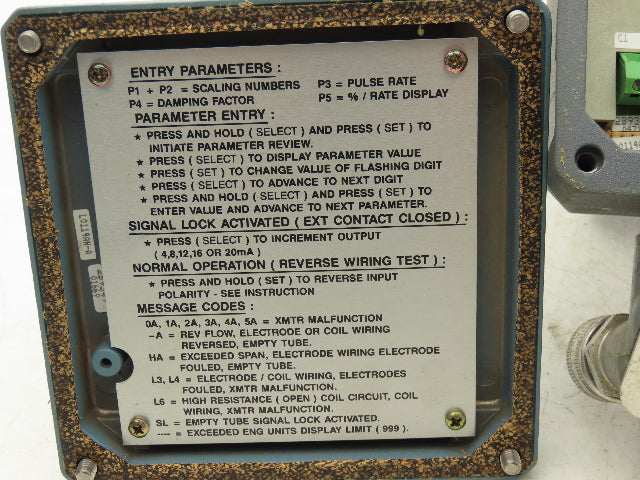 ENTRY PARAMETERS :
P1 + P2 = SCALING NUMBERS P3 = PULSE RATE
P4 = DAMPING FACTOR P5 = % / RATE DISPLAY
PARAMETER ENTRY :
★ PRESS AND HOLD ( SELECT ) AND PRESS ( SET ) TO
INITIATE PARAMETER REVIEW.
★ PRESS ( SELECT ) TO DISPLAY PARAMETER VALUE
★ PRESS ( SET ) TO CHANGE VALUE OF FLASHING DIGIT
★ PRESS ( SELECT ) TO ADVANCE TO NEXT DIGIT
★ PRESS AND HOLD ( SELECT ) AND PRESS ( SET ) TO
ENTER VALUE AND ADVANCE TO NEXT PARAMETER.
SIGNAL LOCK ACTIVATED ( EXT CONTACT CLOSED ) :
★ PRESS ( SELECT ) TO INCREMENT OUTPUT
( 4,8,12,16 OR 20mA )
NORMAL OPERATION ( REVERSE WIRING TEST ) :
★ PRESS AND HOLD ( SET ) TO REVERSE INPUT
POLARITY - SEE INSTRUCTION
MESSAGE CODES :
0A, 1A, 2A, 3A, 4A, 5A = XMTR MALFUNCTION
-A = REV FLOW, ELECTRODE OR COIL WIRING
REVERSED, EMPTY TUBE.
HA = EXCEEDED SPAN, ELECTRODE WIRING ELECTRODE
FOULED, EMPTY TUBE.
L3, L4 = ELECTRODE / COIL WIRING, ELECTRODES
FOULED, XMTR MALFUNCTION.
L6 = HIGH RESISTANCE ( OPEN ) COIL CIRCUIT, COIL
WIRING, XMTR MALFUNCTION.
SL = EMPTY TUBE SIGNAL LOCK ACTIVATED.
---- = EXCEEDED ENG UNITS DISPLAY LIMIT ( 999 ).
L0114NH-A
C1